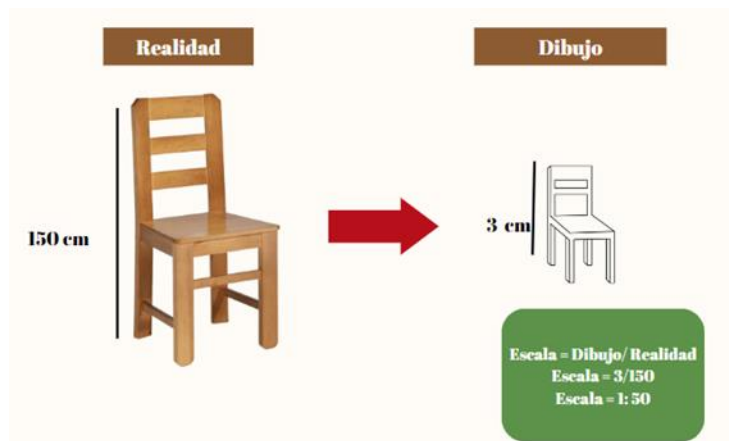 Realidad
Dibujo
150 cm
3 cm
Escala = Dibujo/ Realidad
Escala = 3/150
Escala = 1: 50